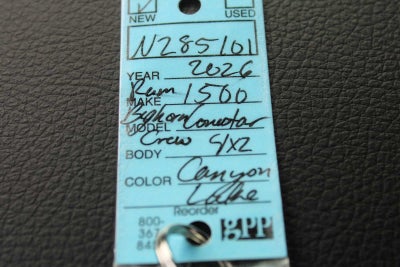 NEW USED
N285101
YEAR 2026
Ram
MAKE 1500
Bighorn Lonestar
MODEL
Crew 4x2
BODY
Canyon
COLOR
Lake
Reorder
800-
367
gpp